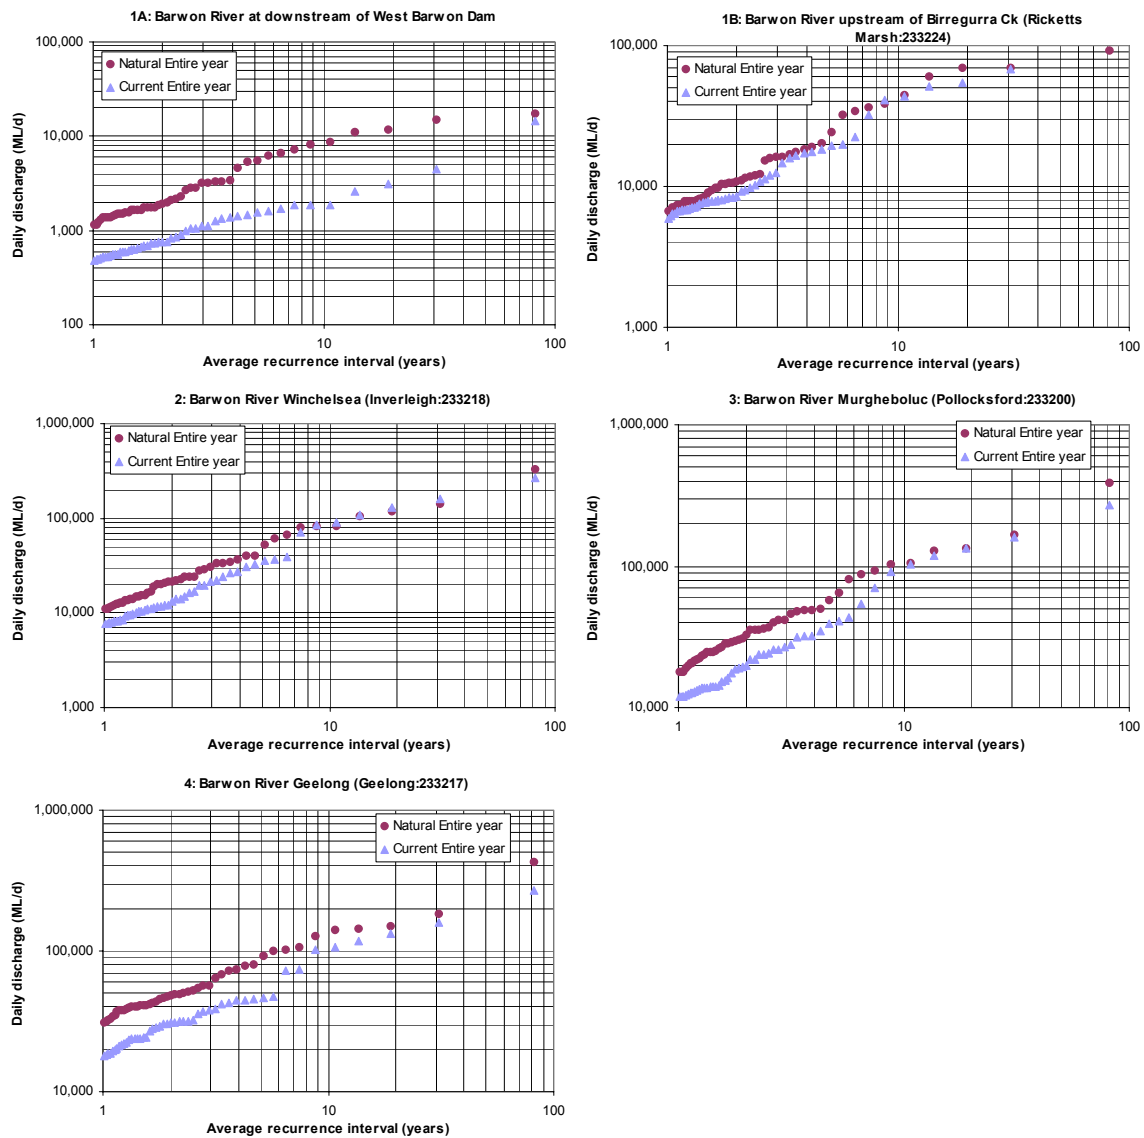 1A: Barwon River at downstream of West Barwon Dam
100,000
10,000
1,000
100
Daily discharge (ML/d)
Natural Entire year
Current Entire year
1
10
100
Average recurrence interval (years)
1B: Barwon River upstream of Birregurra Ck (Ricketts
Marsh:233224)
100,000
10,000
1,000
Daily discharge (ML/d)
Natural Entire year
Current Entire year
1
10
100
Average recurrence interval (years)
2: Barwon River Winchelsea (Inverleigh:233218)
1,000,000
100,000
10,000
1,000
Daily discharge (ML/d)
Natural Entire year
Current Entire year
1
10
100
Average recurrence interval (years)
3: Barwon River Murgheboluc (Pollocksford:233200)
1,000,000
100,000
10,000
Daily discharge (ML/d)
Natural Entire year
Current Entire year
1
10
100
Average recurrence interval (years)
4: Barwon River Geelong (Geelong:233217)
1,000,000
100,000
10,000
Daily discharge (ML/d)
Natural Entire year
Current Entire year
1
10
100
Average recurrence interval (years)